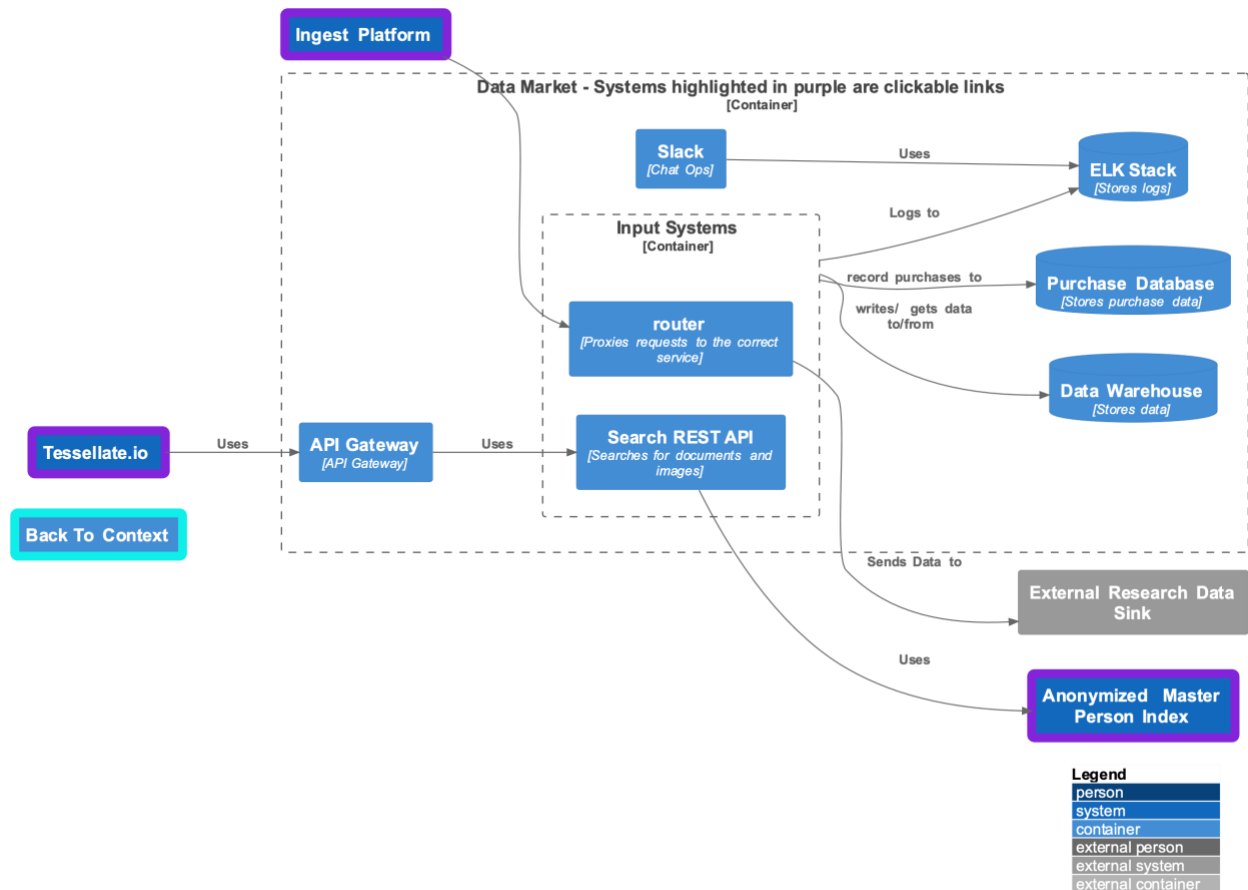 Ingest Platform
Data Market - Systems highlighted in purple are clickable links
[Container]
Slack
[Chat Ops]
Uses
ELK Stack
[Stores logs]
Logs to
Input Systems
[Container]
record purchases to
Purchase Database
[Stores purchase data]
writes/ gets data
to/from
router
[Proxies requests to the correct
service]
Data Warehouse
[Stores data]
Tessellate.io
Uses
API Gateway
[API Gateway]
Uses
Search REST API
[Searches for documents and
images]
Back To Context
Sends Data to
External Research Data
Sink
Uses
Anonymized Master
Person Index
Legend
person
system
container
external person
external system
external container